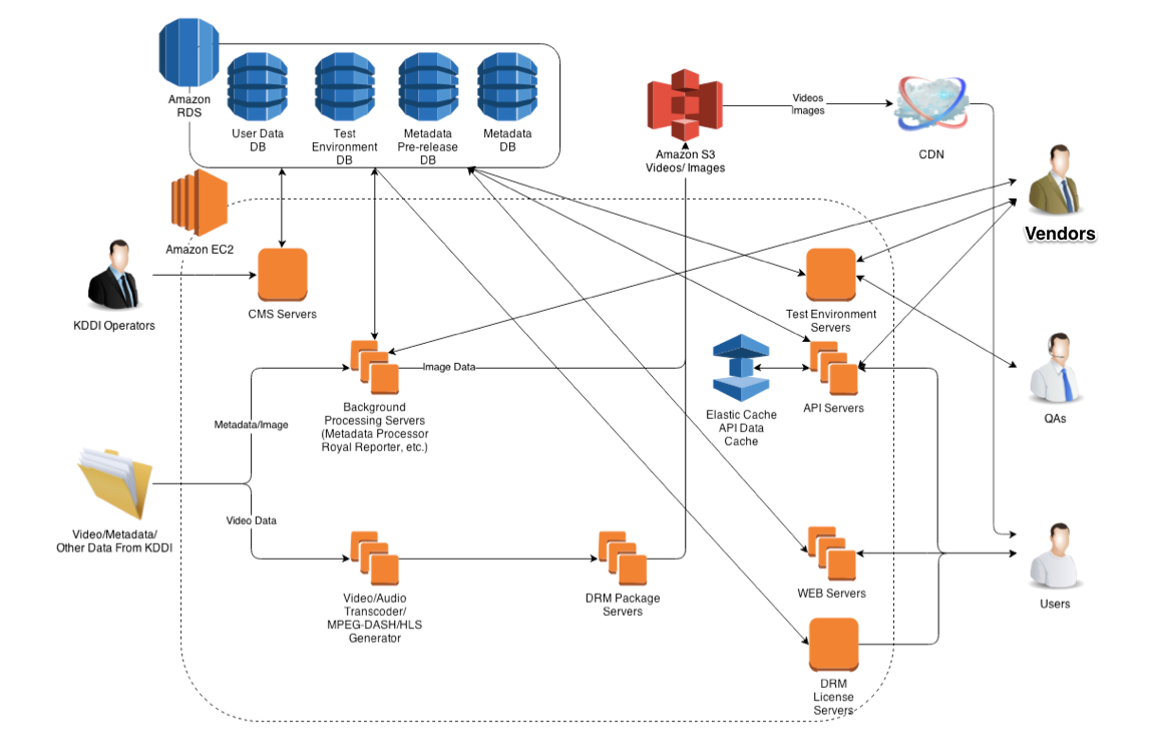 Amazon
RDS
User Data
DB
Test
Environment
DB
Metadata
Pre-release
DB
Metadata
DB
Amazon S3
Videos/ Images
Videos
Images
CDN
Vendors
Amazon EC2
KDDI Operators
CMS Servers
Test Environment
Servers
Image Data
Background
Processing Servers
(Metadata Processor
Royal Reporter, etc.)
Elastic Cache
API Data
Cache
API Servers
QAs
Metadata/Image
Video/Metadata/
Other Data From KDDI
Video Data
Video/Audio
Transcoder/
MPEG-DASH/HLS
Generator
DRM Package
Servers
WEB Servers
Users
DRM
License
Servers